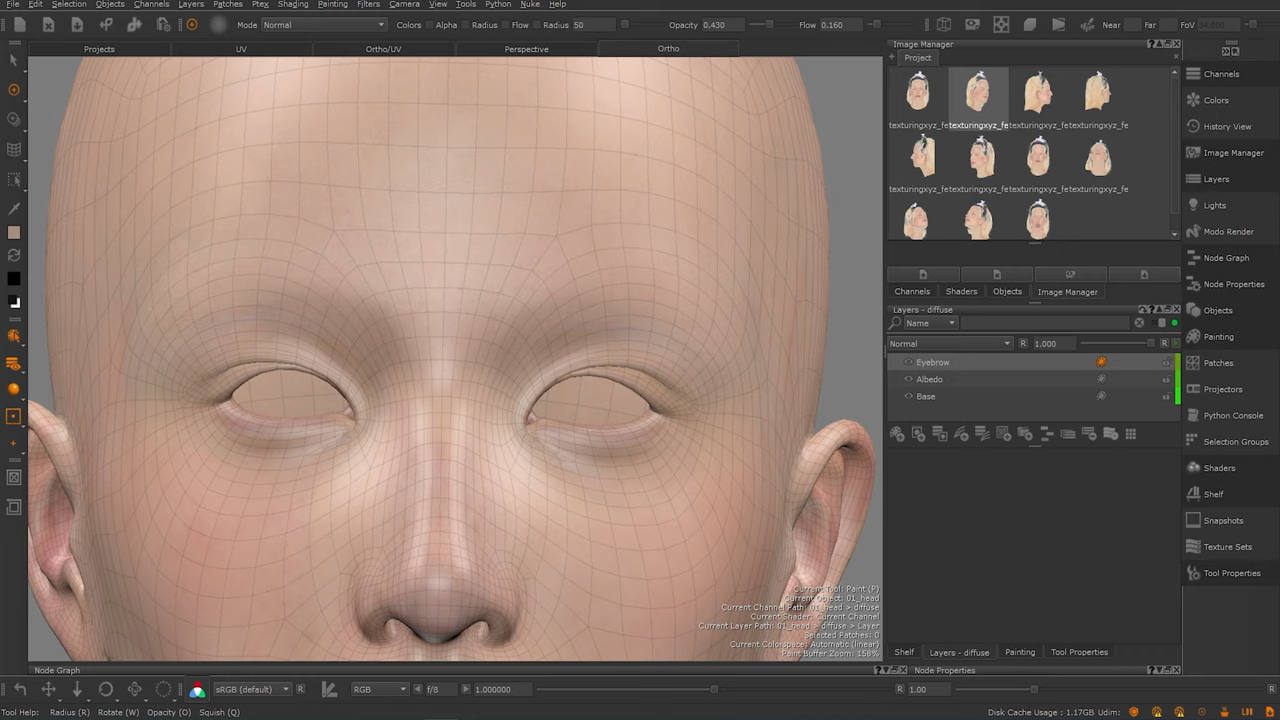 File Edit Selection Objects Channels Layers Patches Ptex Shading Painting Filters Camera View Tools Python Nuke Help
Mode Normal Colors Alpha Radius Flow Radius 50 Opacity 0.430 Flow 0.160 Near Far FoV 24.000
Projects UV Ortho/UV Perspective Ortho
Image Manager
Project
texturingxyz_fe texturingxyz_fe texturingxyz_fe texturingxyz_fe
texturingxyz_fe texturingxyz_fe texturingxyz_fe texturingxyz_fe
Channels Shaders Objects Image Manager
Layers - diffuse
Name
Normal R 1.000 R
Eyebrow
Albedo
Base
Channels
Colors
History View
Image Manager
Layers
Lights
Modo Render
Node Graph
Node Properties
Objects
Painting
Patches
Projectors
Python Console
Selection Groups
Shaders
Shelf
Snapshots
Texture Sets
Tool Properties
Current Tool: Paint (P)
Current Object: 01_head
Current Channel Path: 01_head > diffuse
Current Shader: Current Channel
Current Layer Path: 01_head > diffuse > Layer
Selected Patches: 0
Current Colorspace: Automatic (linear)
Paint Buffer Zoom: 158%
Shelf Layers - diffuse Painting Tool Properties
Node Graph Node Properties
sRGB (default) R RGB f/8 1.000000 R 1.00 R
Tool Help: Radius (R) Rotate (W) Opacity (O) Squish (Q) Disk Cache Usage: 1.17GB Udim: